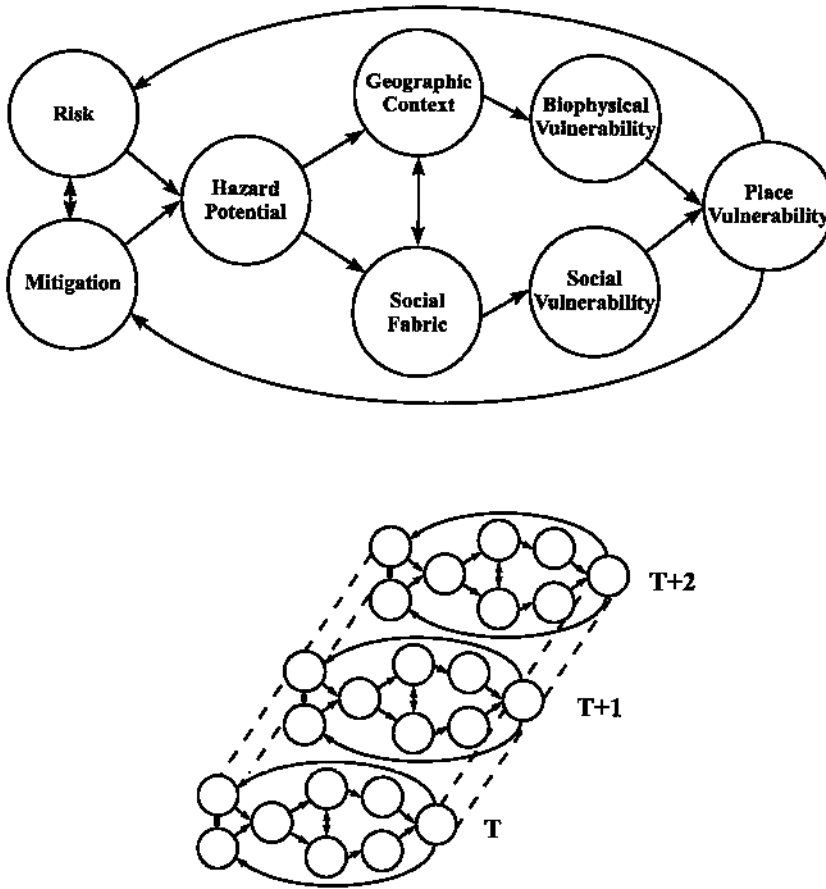 Risk
Geographic
Context
Biophysical
Vulnerability
Hazard
Potential
Place
Vulnerability
Mitigation
Social
Fabric
Social
Vulnerability
T+2
T+1
T